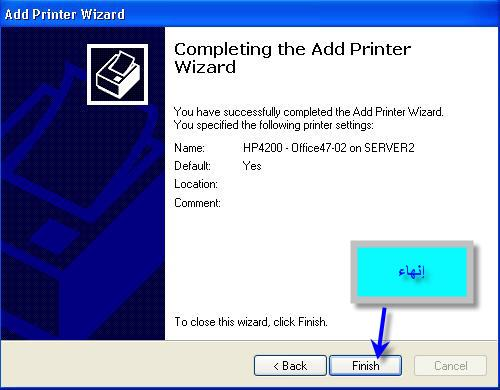 Add Printer Wizard
Completing the Add Printer
Wizard
You have successfully completed the Add Printer Wizard.
You specified the following printer settings:
Name: HP4200 - Office47-02 on SERVER2
Default: Yes
Location:
Comment:
إنهاء
To close this wizard, click Finish.
< Back Finish Cancel